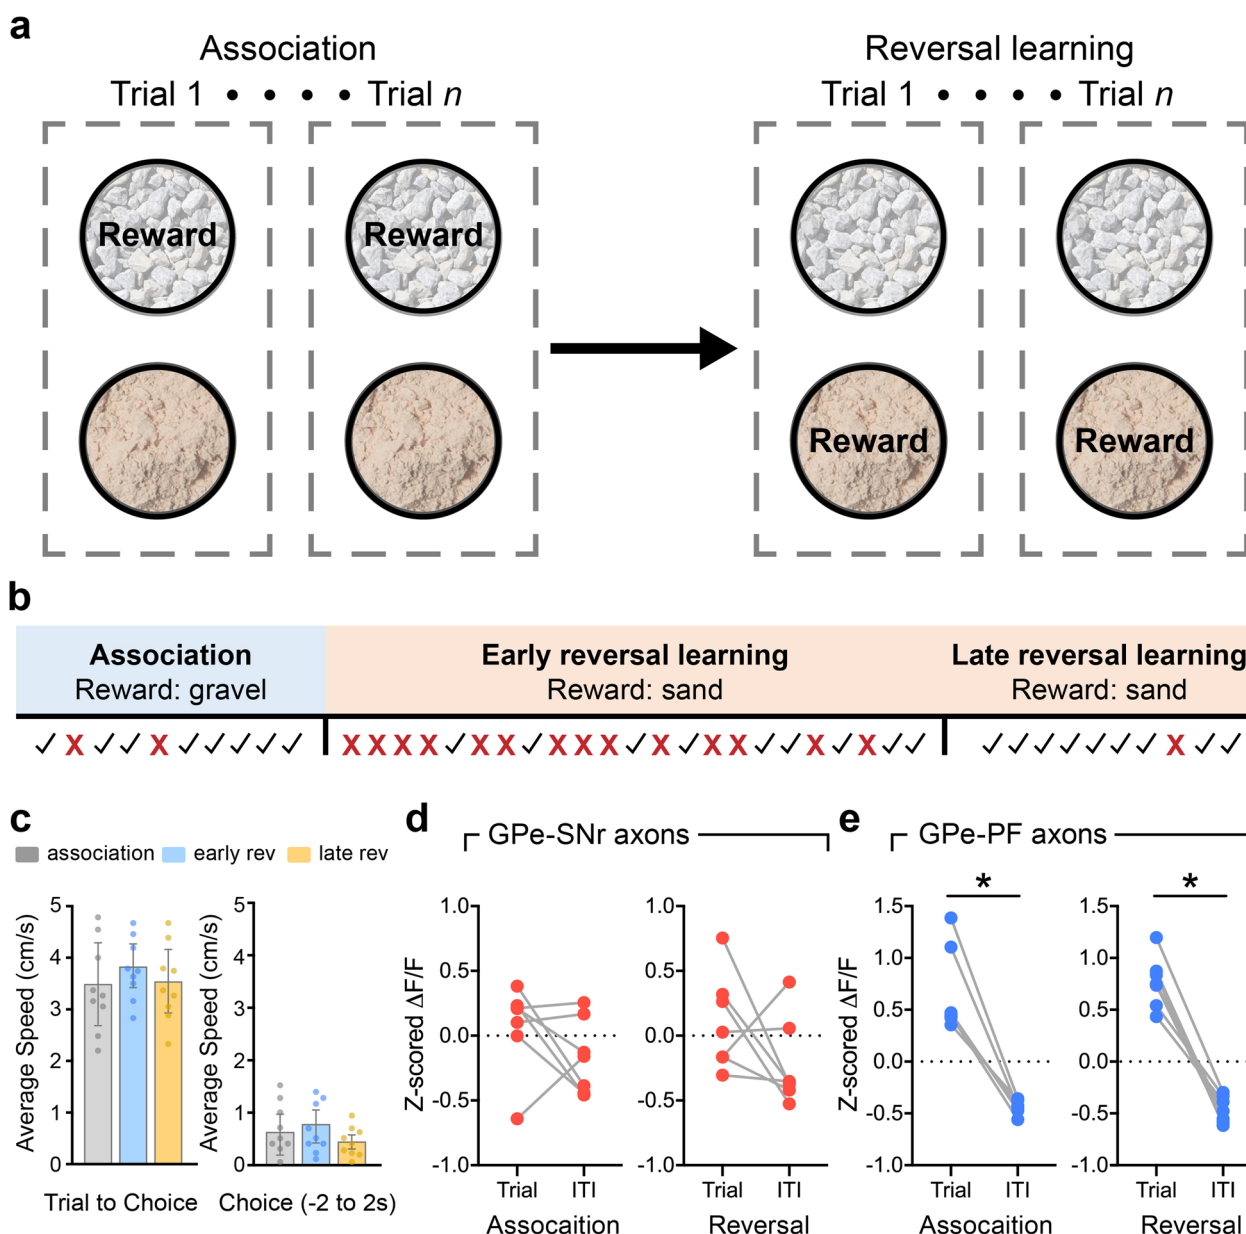 a
Association
Reversal learning
Trial 1 • • • • Trial n
Trial 1 • • • • Trial n
Reward
Reward
Reward
Reward
b
Association
Reward: gravel
Early reversal learning
Reward: sand
Late reversal learning
Reward: sand
✓ X ✓ ✓ X ✓ ✓ ✓ ✓ ✓
X X X X ✓ X X ✓ X X X ✓ X ✓ X X ✓ ✓ X ✓ X ✓ ✓
✓ ✓ ✓ ✓ ✓ ✓ ✓ X ✓ ✓
c
association
early rev
late rev
Average Speed (cm/s)
5
4
3
2
1
0
Trial to Choice
Average Speed (cm/s)
5
4
3
2
1
0
Choice (-2 to 2s)
d
GPe-SNr axons
Z-scored ΔF/F
1.0
0.5
0.0
-0.5
-1.0
Trial
ITI
Assocaition
1.0
0.5
0.0
-0.5
-1.0
Trial
ITI
Reversal
e
GPe-PF axons
Z-scored ΔF/F
*
1.5
1.0
0.5
0.0
-0.5
-1.0
Trial
ITI
Assocaition
*
1.5
1.0
0.5
0.0
-0.5
-1.0
Trial
ITI
Reversal